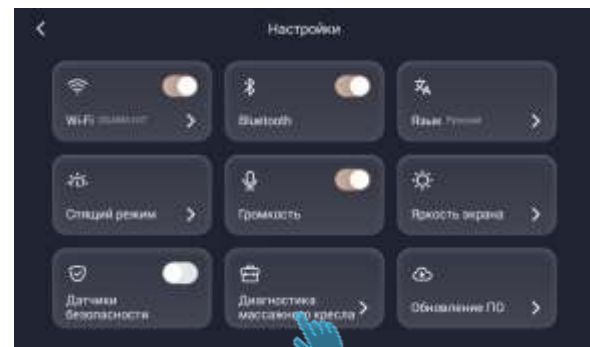 Настройки
Wi-Fi
Bluetooth
Язык Русский
Спящий режим
Громкость
Яркость экрана
Датчики
безопасности
Диагностика
массажного кресла
Обновление ПО